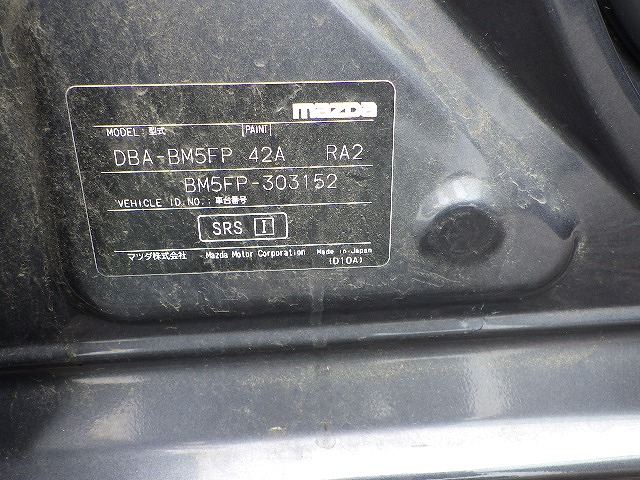 mazda
MODEL: 型式 PAINT
DBA-BM5FP 42A RA2
BM5FP-303152
VEHICLE ID.NO.: 車台番号
SRS I
マツダ株式会社 Mazda Motor Corporation Made in Japan
(D10A)